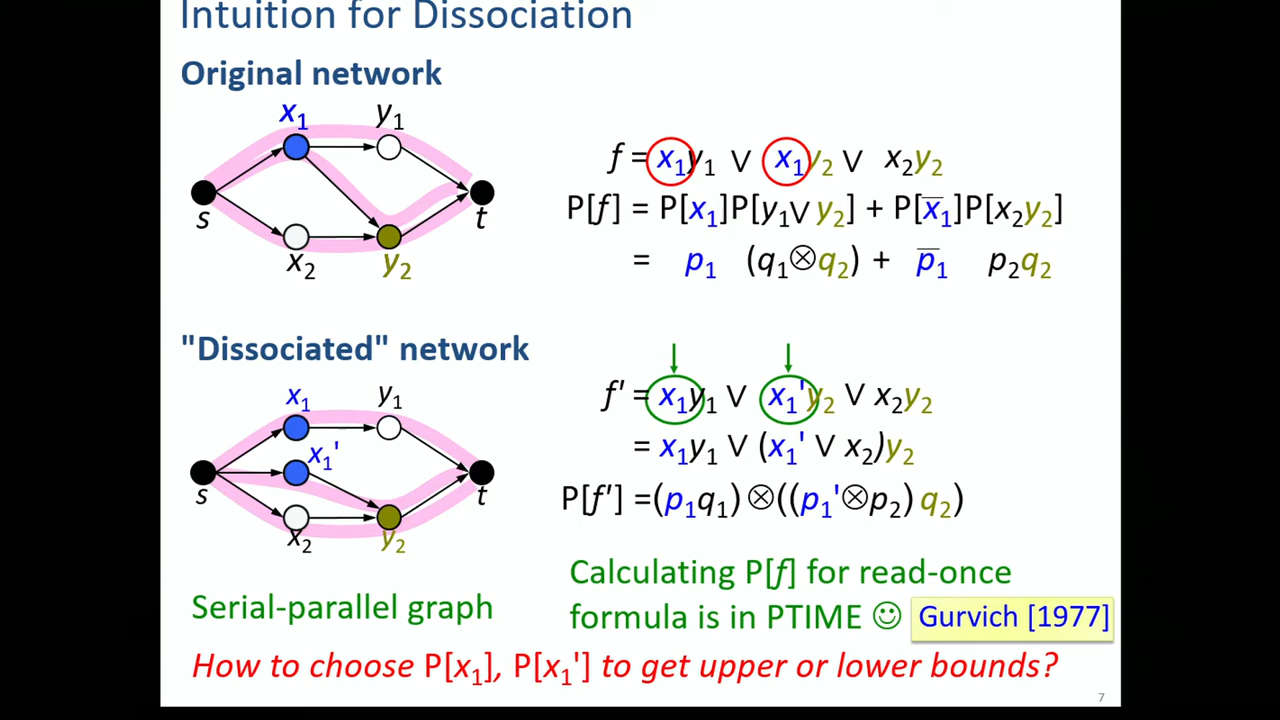 Intuition for Dissociation
Original network
x₁ y₁
s t
x₂ y₂
f = x₁y₁ ∨ x₁y₂ ∨ x₂y₂
P[f] = P[x₁]P[y₁∨ y₂] + P[x̅₁]P[x₂y₂]
= p₁ (q₁⊗q₂) + p̅₁ p₂q₂
"Dissociated" network
x₁ y₁
x₁'
s t
x₂ y₂
f' = x₁y₁ ∨ x₁'y₂ ∨ x₂y₂
= x₁y₁ ∨ (x₁' ∨ x₂)y₂
P[f'] =(p₁q₁) ⊗((p₁'⊗p₂) q₂)
Serial-parallel graph
Calculating P[f] for read-once
formula is in PTIME ☺ Gurvich [1977]
How to choose P[x₁], P[x₁'] to get upper or lower bounds?
7